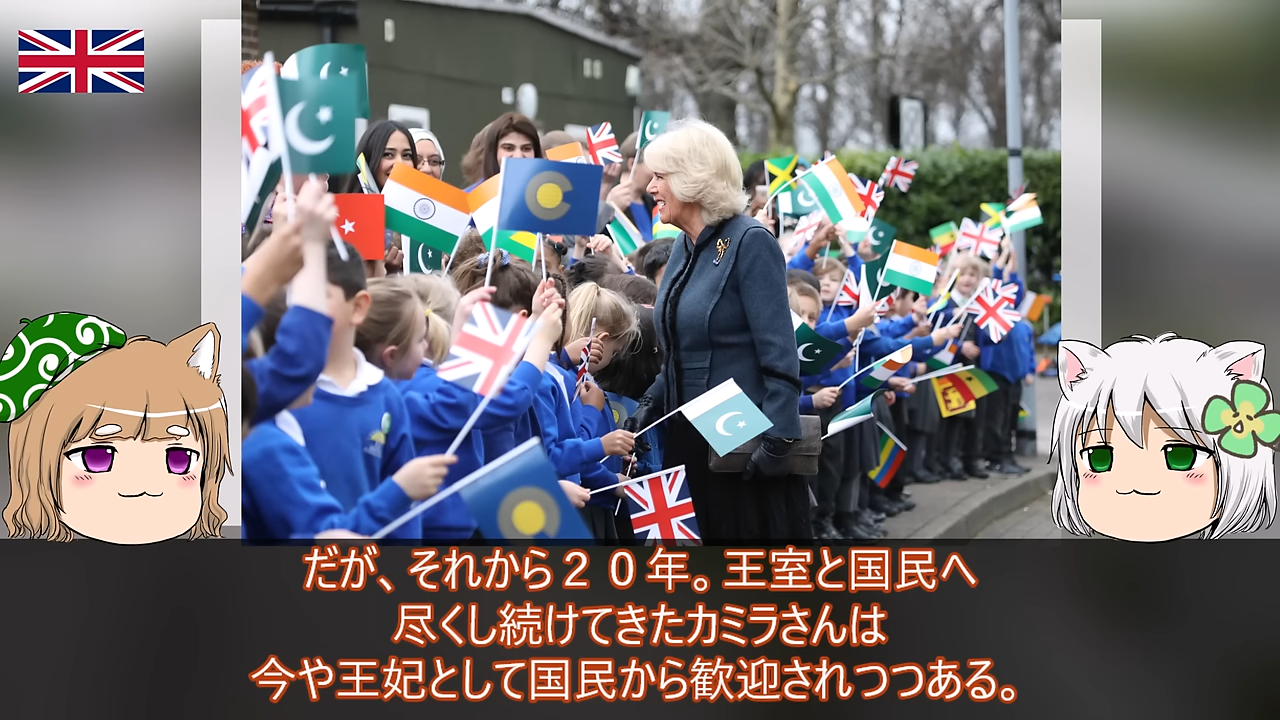 だが、それから２０年。王室と国民へ
尽くし続けてきたカミラさんは
今や王妃として国民から歓迎されつつある。